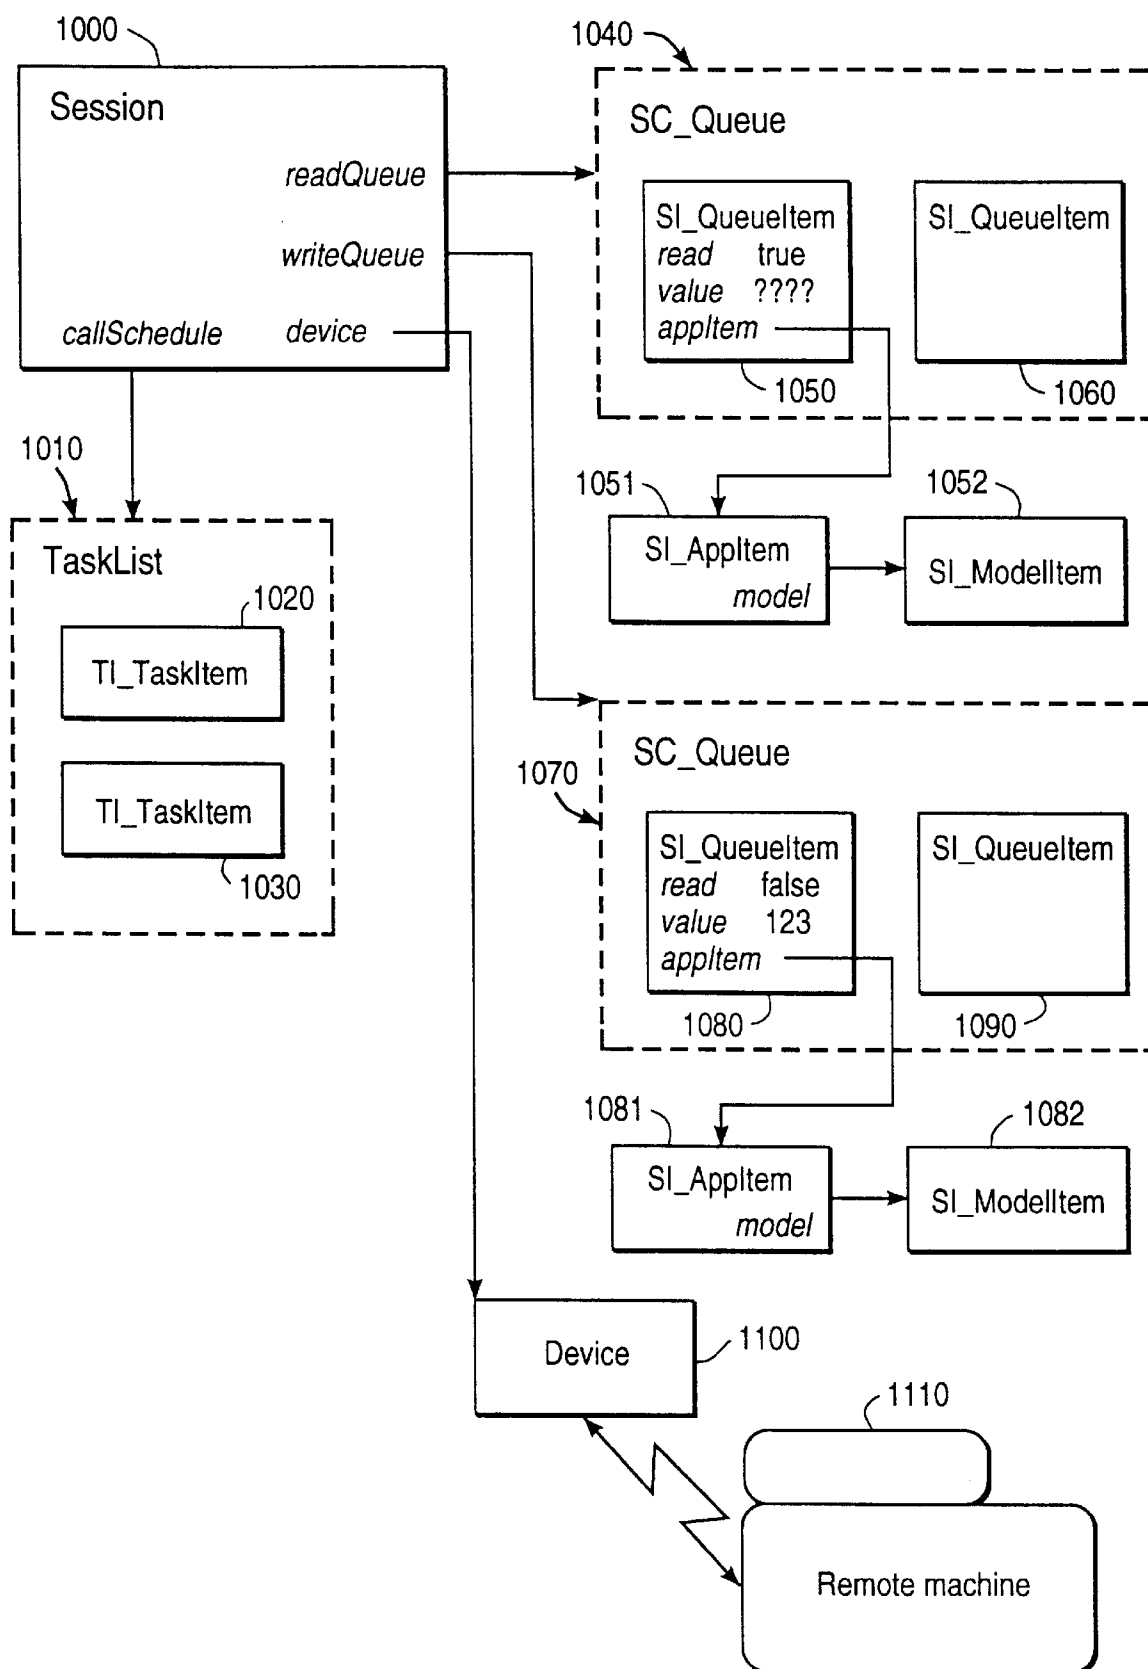 1000
1040
Session
SC_Queue
readQueue
SI_QueueItem
SI_QueueItem
writeQueue
read true
value ????
callSchedule device
appItem
1050
1060
1010
1051
1052
TaskList
SI_AppItem
SI_ModelItem
model
1020
TI_TaskItem
SC_Queue
1070
TI_TaskItem
SI_QueueItem
SI_QueueItem
1030
read false
value 123
appItem
1080
1090
1081
1082
SI_AppItem
SI_ModelItem
model
Device
1100
1110
Remote machine